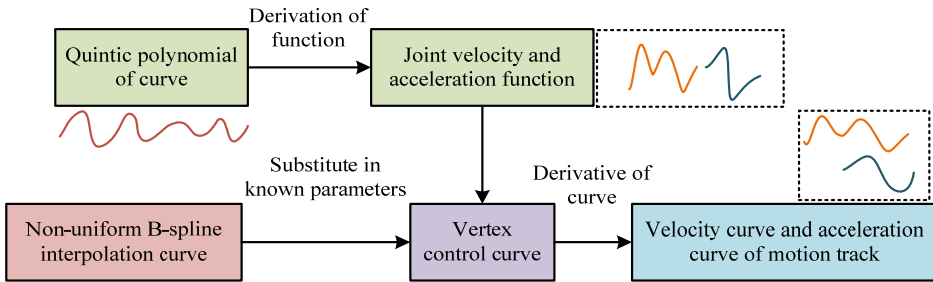 Derivation of
function
Quintic polynomial
of curve
Joint velocity and
acceleration function
Substitute in
known parameters
Derivative of
curve
Non-uniform B-spline
interpolation curve
Vertex
control curve
Velocity curve and acceleration
curve of motion track